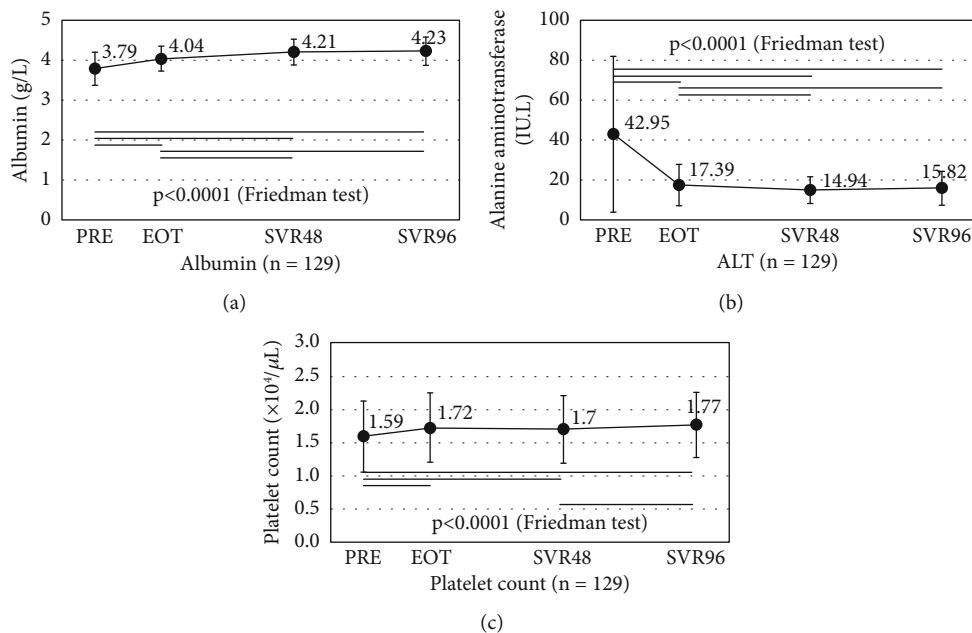 (a)
5
4
3
2
1
0
Albumin (g/L)
3.79
4.04
4.21
4.23
p<0.0001 (Friedman test)
PRE
EOT
SVR48
SVR96
Albumin (n = 129)
(b)
100
80
60
40
20
0
Alanine aminotransferase
(IU.L)
p<0.0001 (Friedman test)
42.95
17.39
14.94
15.82
PRE
EOT
SVR48
SVR96
ALT (n = 129)
(c)
3.0
2.5
2.0
1.5
1.0
0.5
0.0
Platelet count (×10⁴/μL)
1.59
1.72
1.7
1.77
p<0.0001 (Friedman test)
PRE
EOT
SVR48
SVR96
Platelet count (n = 129)